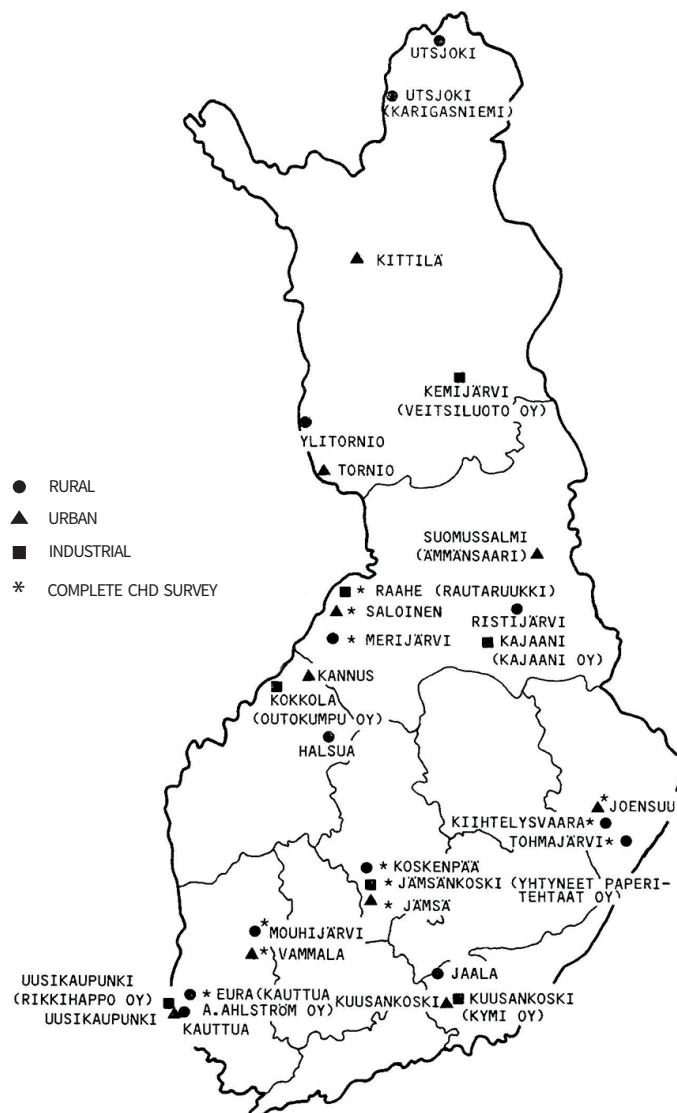 UTSJOKI
UTSJOKI
(KARIGASNIEMI)
KITTILÄ
KEMIJÄRVI
(VEITSILUOTO OY)
YLITORNIO
TORNIO
RURAL
URBAN
INDUSTRIAL
* COMPLETE CHD SURVEY
SUOMUSSALMI
(ÄMMÄNSAARI)
* RAAHE (RAUTARUUKKI)
* SALOINEN
* MERIJÄRVI
RISTIJÄRVI
KAJAANI
(KAJAANI OY)
KANNUS
KOKKOLA
(OUTOKUMPU OY)
HALSUA
* JOENSUU
KIIHTELYSVAARA*
TOHMAJÄRVI*
* KOSKENPÄÄ
* JÄMSÄNKOSKI (YHTYNEET PAPERI-
TEHTAAT OY)
* JÄMSÄ
* MOUHIJÄRVI
* VAMMALA
JAALA
UUSIKAUPUNKI
(RIKKIHAPPO OY)
UUSIKAUPUNKI
* EURA (KAUTTUA
A.AHLSTRÖM OY)
KAUTTUA
KUUSANKOSKI
KUUSANKOSKI
(KYMI OY)